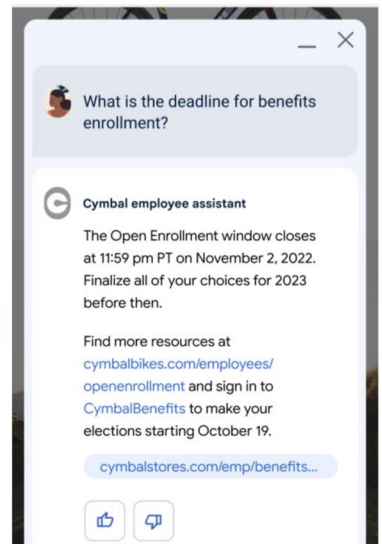 What is the deadline for benefits
enrollment?
Cymbal employee assistant
The Open Enrollment window closes
at 11:59 pm PT on November 2, 2022.
Finalize all of your choices for 2023
before then.
Find more resources at
cymbalbikes.com/employees/
openenrollment and sign in to
CymbalBenefits to make your
elections starting October 19.
cymbalstores.com/emp/benefits...